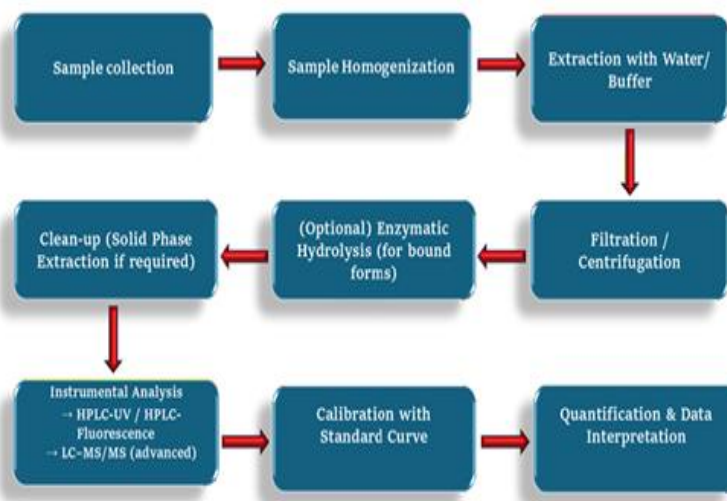 Sample collection
Sample Homogenization
Extraction with Water/
Buffer
Filtration /
Centrifugation
(Optional) Enzymatic
Hydrolysis (for bound
forms)
Clean-up (Solid Phase
Extraction if required)
Instrumental Analysis
→ HPLC-UV / HPLC-
Fluorescence
→ LC-MS/MS (advanced)
Calibration with
Standard Curve
Quantification & Data
Interpretation